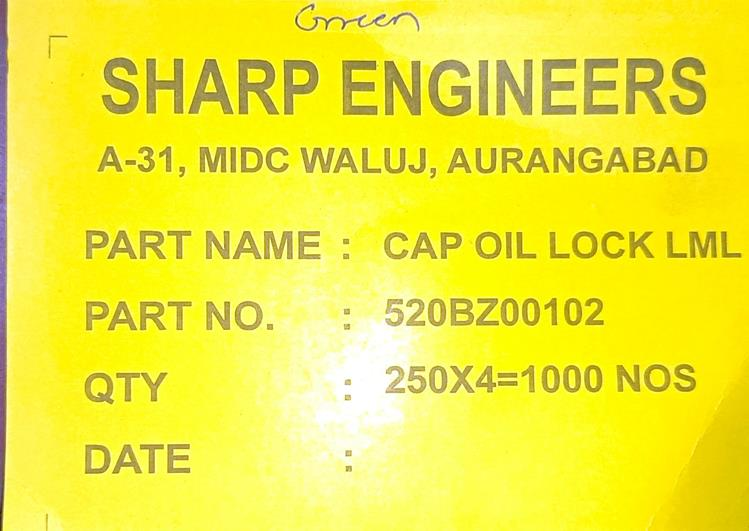 Green
SHARP ENGINEERS
A-31, MIDC WALUJ, AURANGABAD
PART NAME : CAP OIL LOCK LML
PART NO. : 520BZ00102
QTY : 250X4=1000 NOS
DATE :